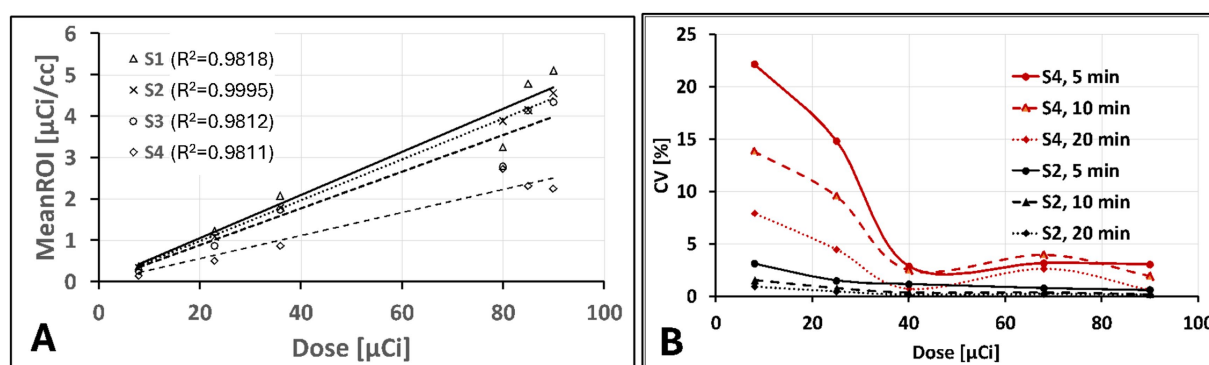 MeanROI [µCi/cc]
6
5
4
3
2
1
0
S1 (R²=0.9818)
S2 (R²=0.9995)
S3 (R²=0.9812)
S4 (R²=0.9811)
0 20 40 60 80 100
Dose [µCi]
A
CV [%]
25
20
15
10
5
0
S4, 5 min
S4, 10 min
S4, 20 min
S2, 5 min
S2, 10 min
S2, 20 min
0 20 40 60 80 100
Dose [µCi]
B